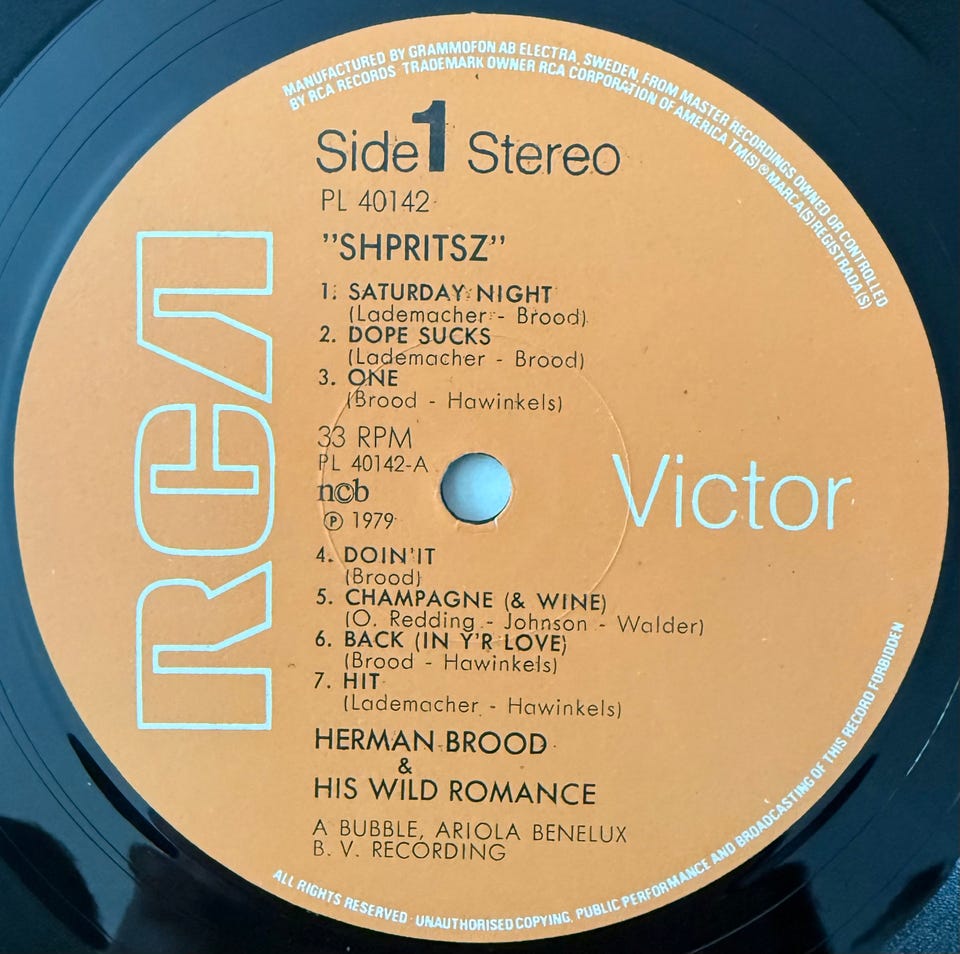 MANUFACTURED BY GRAMMOFON AB ELECTRA, SWEDEN, FROM MASTER RECORDINGS OWNED OR CONTROLLED
BY RCA RECORDS TRADEMARK OWNER RCA CORPORATION OF AMERICA TM(S)® MARCA(S) REGISTRADA(S)
Side 1 Stereo
PL 40142
"SHPRITSZ"
1. SATURDAY NIGHT
(Lademacher - Brood)
2. DOPE SUCKS
(Lademacher - Brood)
3. ONE
(Brood - Hawinkels)
33 RPM
PL 40142-A
n©b
℗ 1979
RCA
Victor
4. DOIN'IT
(Brood)
5. CHAMPAGNE (& WINE)
(O. Redding - Johnson - Walder)
6. BACK (IN Y'R LOVE)
(Brood - Hawinkels)
7. HIT
(Lademacher - Hawinkels)
HERMAN BROOD
&
HIS WILD ROMANCE
A BUBBLE, ARIOLA BENELUX
B. V. RECORDING
ALL RIGHTS RESERVED · UNAUTHORISED COPYING, PUBLIC PERFORMANCE AND BROADCASTING OF THIS RECORD FORBIDDEN